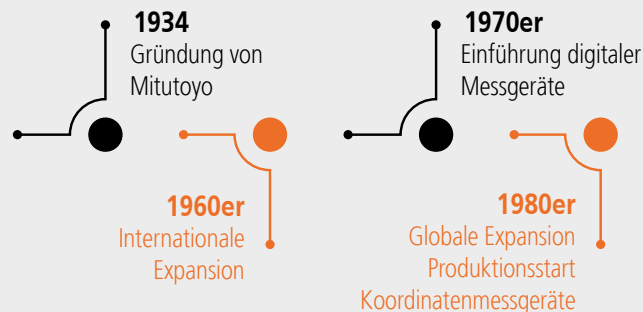 1934
Gründung von
Mitutoyo
1960er
Internationale
Expansion
1970er
Einführung digitaler
Messgeräte
1980er
Globale Expansion
Produktionsstart
Koordinatenmessgeräte